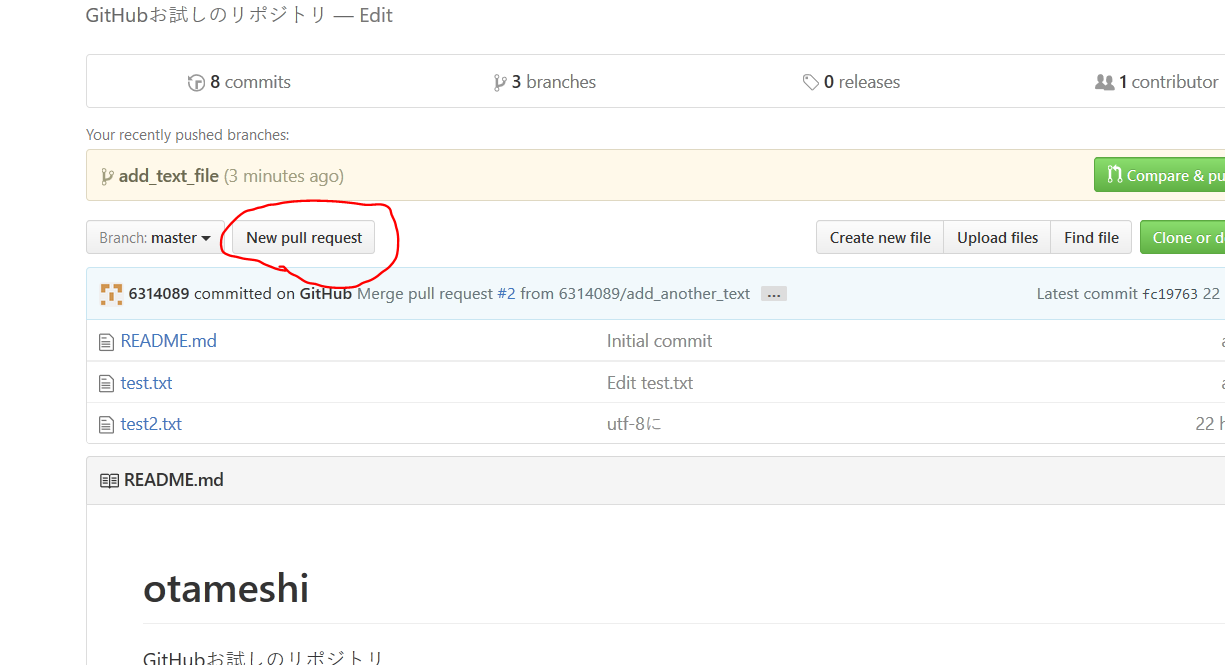 GitHubお試しのリポジトリ — Edit
8 commits 3 branches 0 releases 1 contributor
Your recently pushed branches:
add_text_file (3 minutes ago) Compare &
Branch: master New pull request Create new file Upload files Find file Clone or
6314089 committed on GitHub Merge pull request #2 from 6314089/add_another_text ... Latest commit fc19763 22
README.md Initial commit
test.txt Edit test.txt
test2.txt utf-8に 22
README.md
otameshi
GitHubお試しのリポジトリ